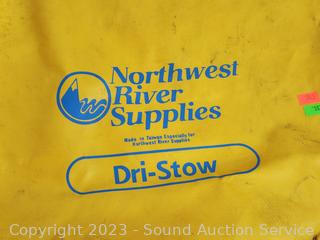 Northwest
River
Supplies
Made in Taiwan Especially for
Northwest River Supplies
Dri-Stow
Copyright 2023 - Sound Auction Service